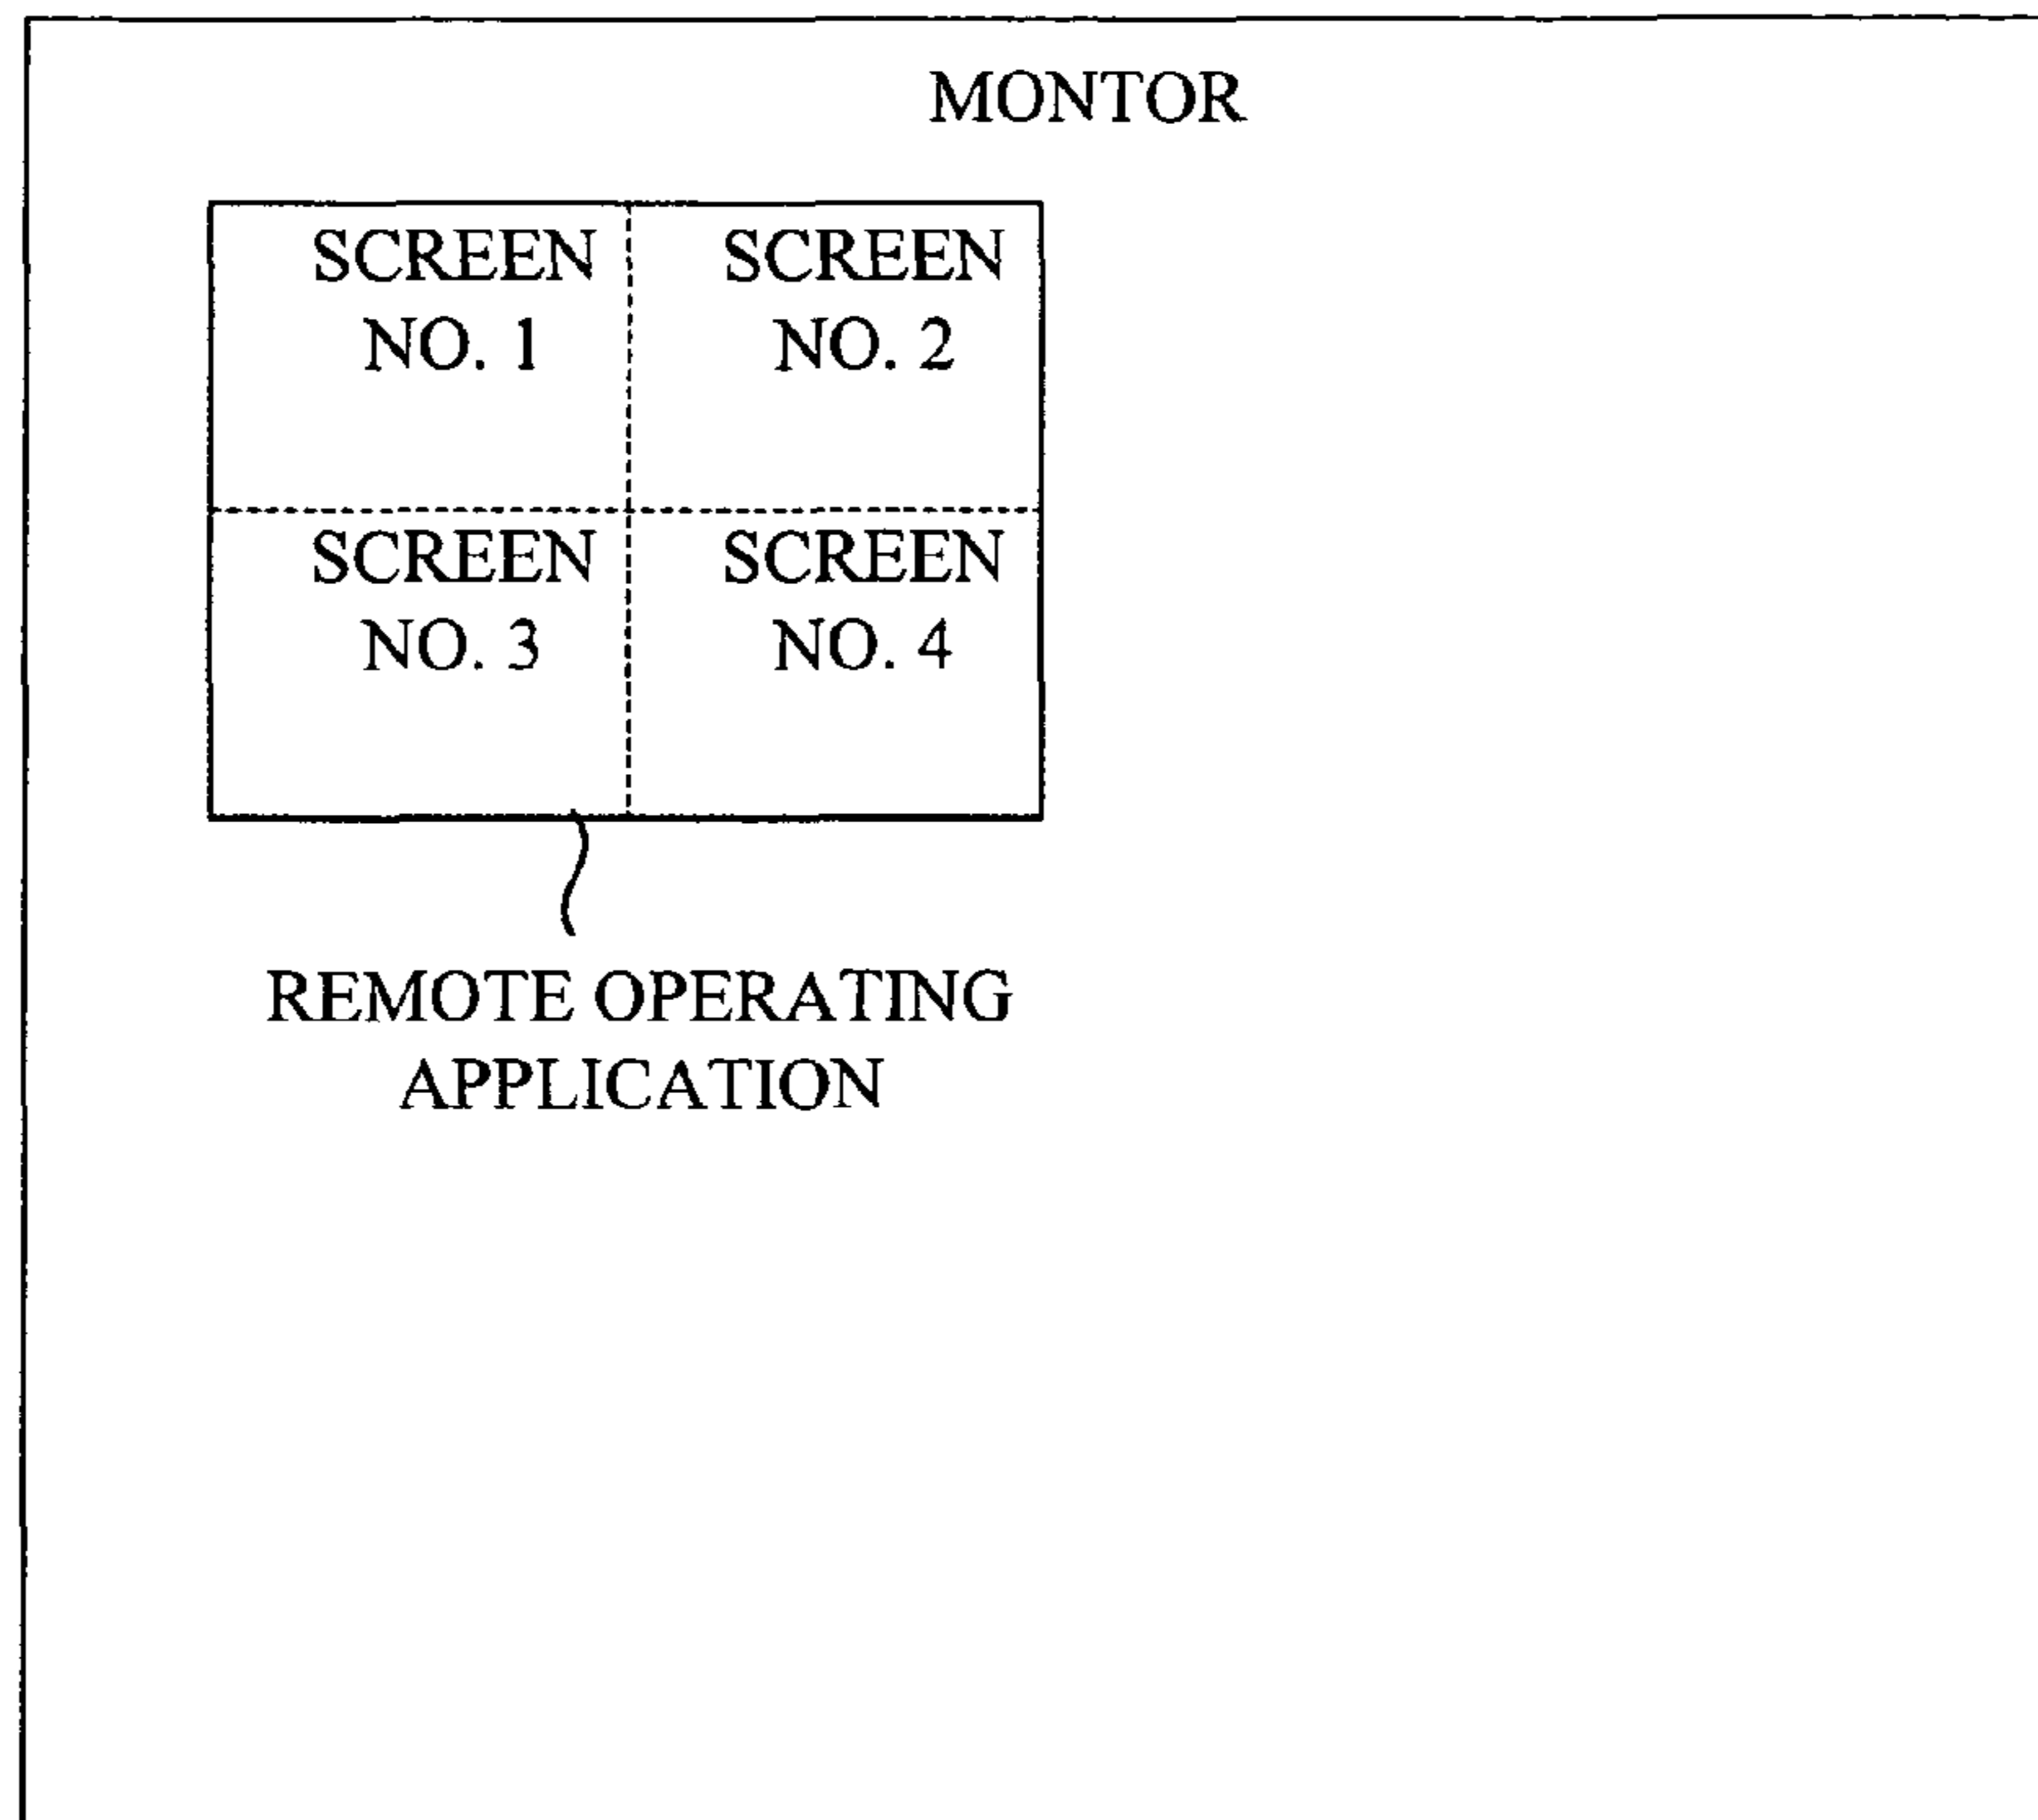 MONTOR
SCREEN
NO. 1
SCREEN
NO. 2
SCREEN
NO. 3
SCREEN
NO. 4
REMOTE OPERATING
APPLICATION